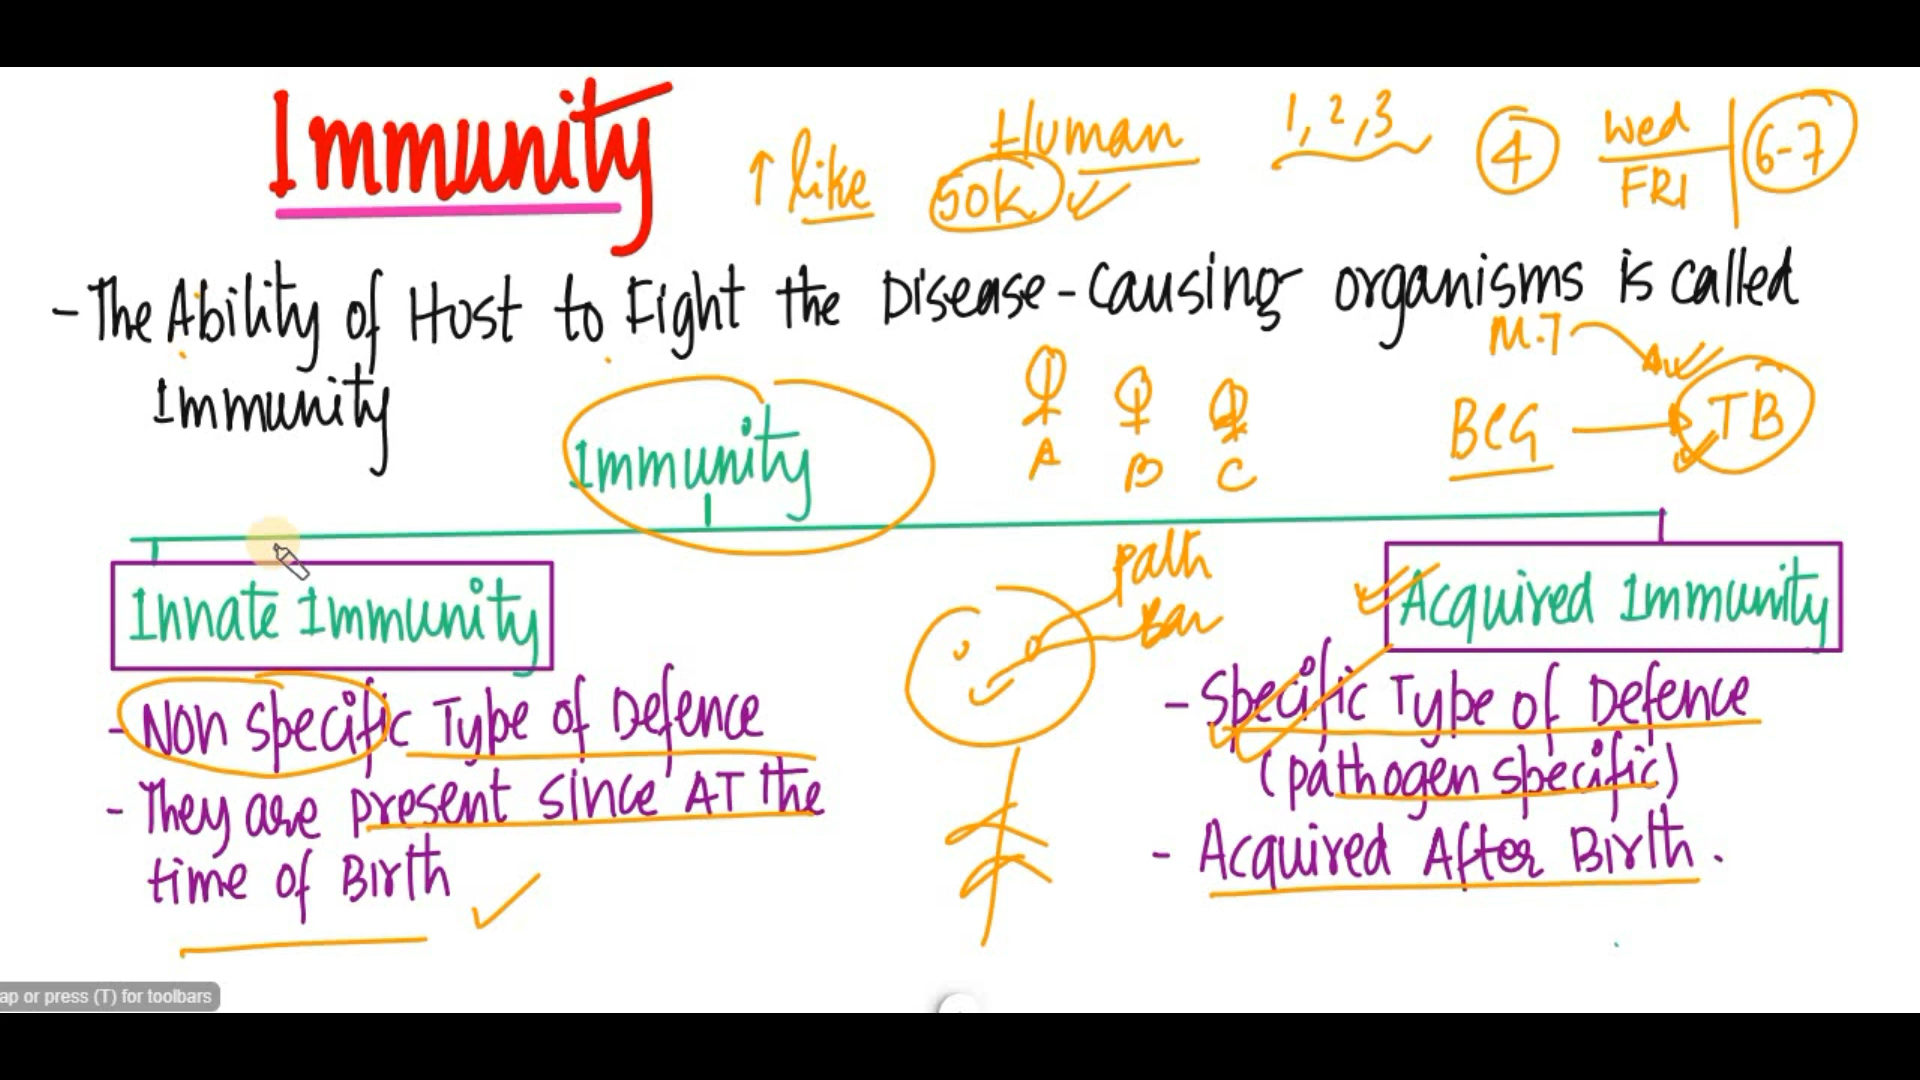 Immunity
↑ like
Human
50K
1, 2, 3
4
Wed
FRI
6-7
- The Ability of Host to Fight the Disease-Causing organisms is called
Immunity
M.T
A B C
BCG
TB
Immunity
Innate Immunity
- Non Specific Type of Defence
- They are present since AT the
time of Birth
path
Bar
Acquired Immunity
- Specific Type of Defence
(pathogen specific)
- Acquired After Birth.
ap or press (T) for toolbars